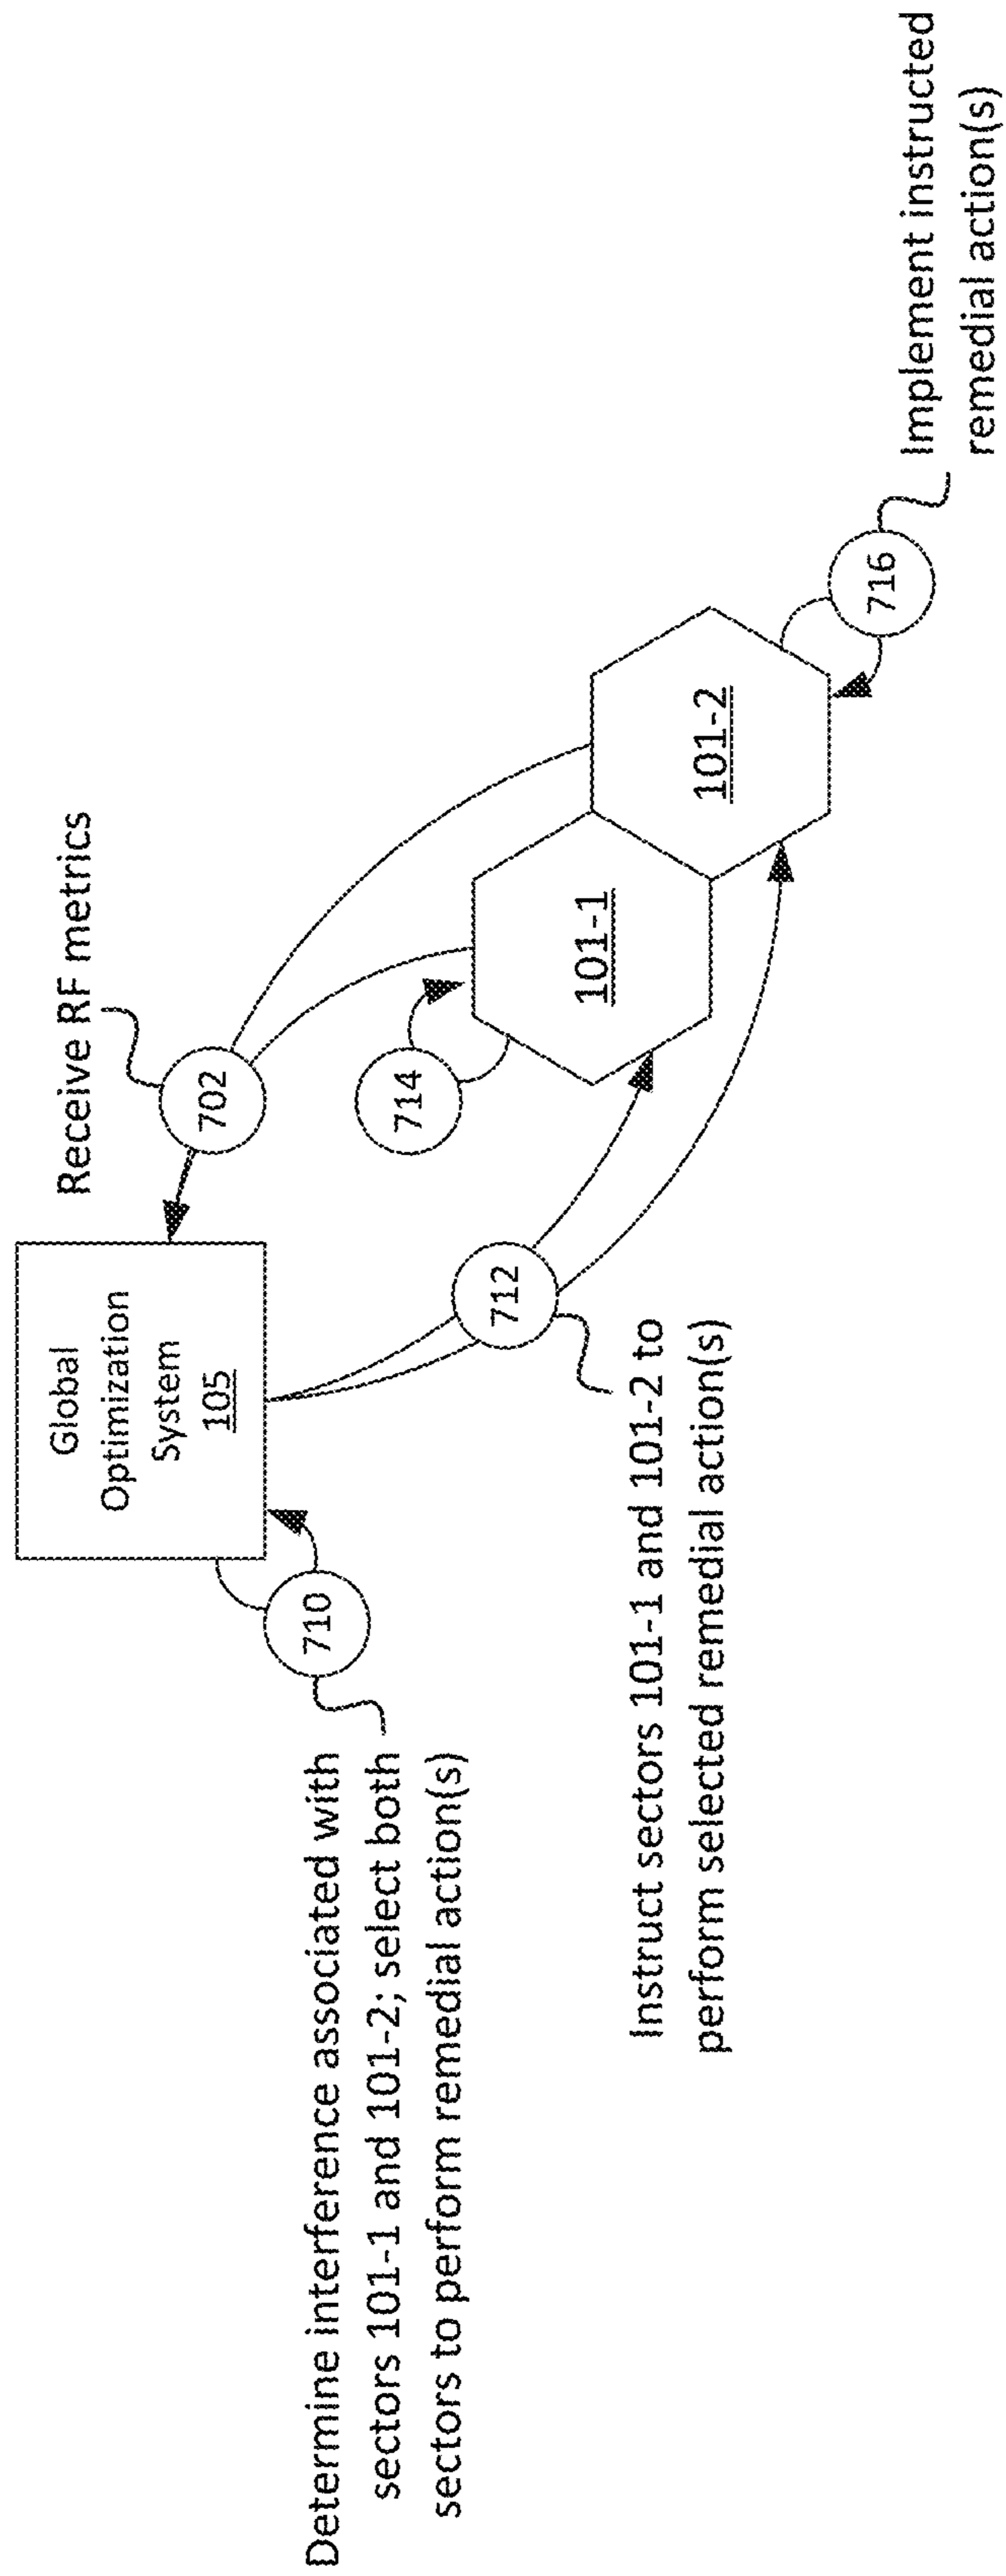 Global
Optimization
System
105
Receive RF metrics
702
710
Determine interference associated with
sectors 101-1 and 101-2; select both
sectors to perform remedial action(s)
714
101-1
101-2
712
Instruct sectors 101-1 and 101-2 to
perform selected remedial action(s)
716
Implement instructed
remedial action(s)